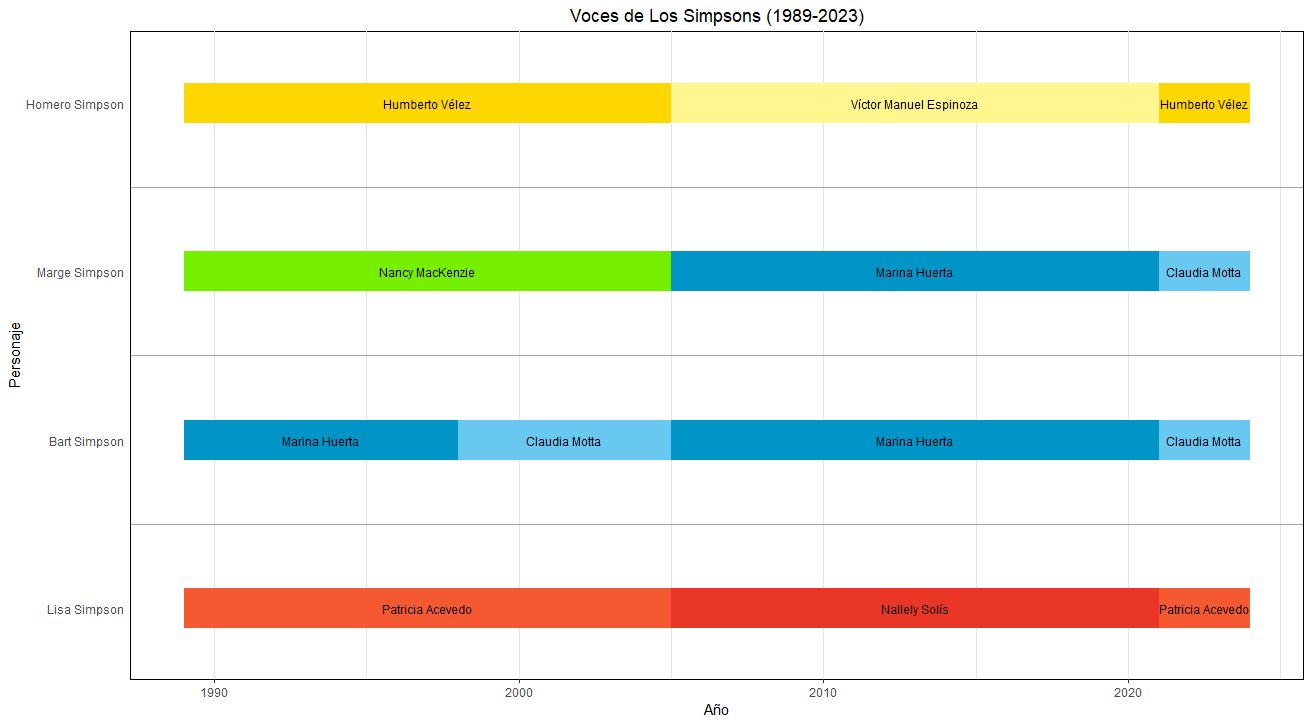 Voces de Los Simpsons (1989-2023)
Homero Simpson
Humberto Vélez
Víctor Manuel Espinoza
Humberto Vélez
Marge Simpson
Nancy MacKenzie
Marina Huerta
Claudia Motta
Personaje
Bart Simpson
Marina Huerta
Claudia Motta
Marina Huerta
Claudia Motta
Lisa Simpson
Patricia Acevedo
Nallely Solís
Patricia Acevedo
1990
2000
2010
2020
Año